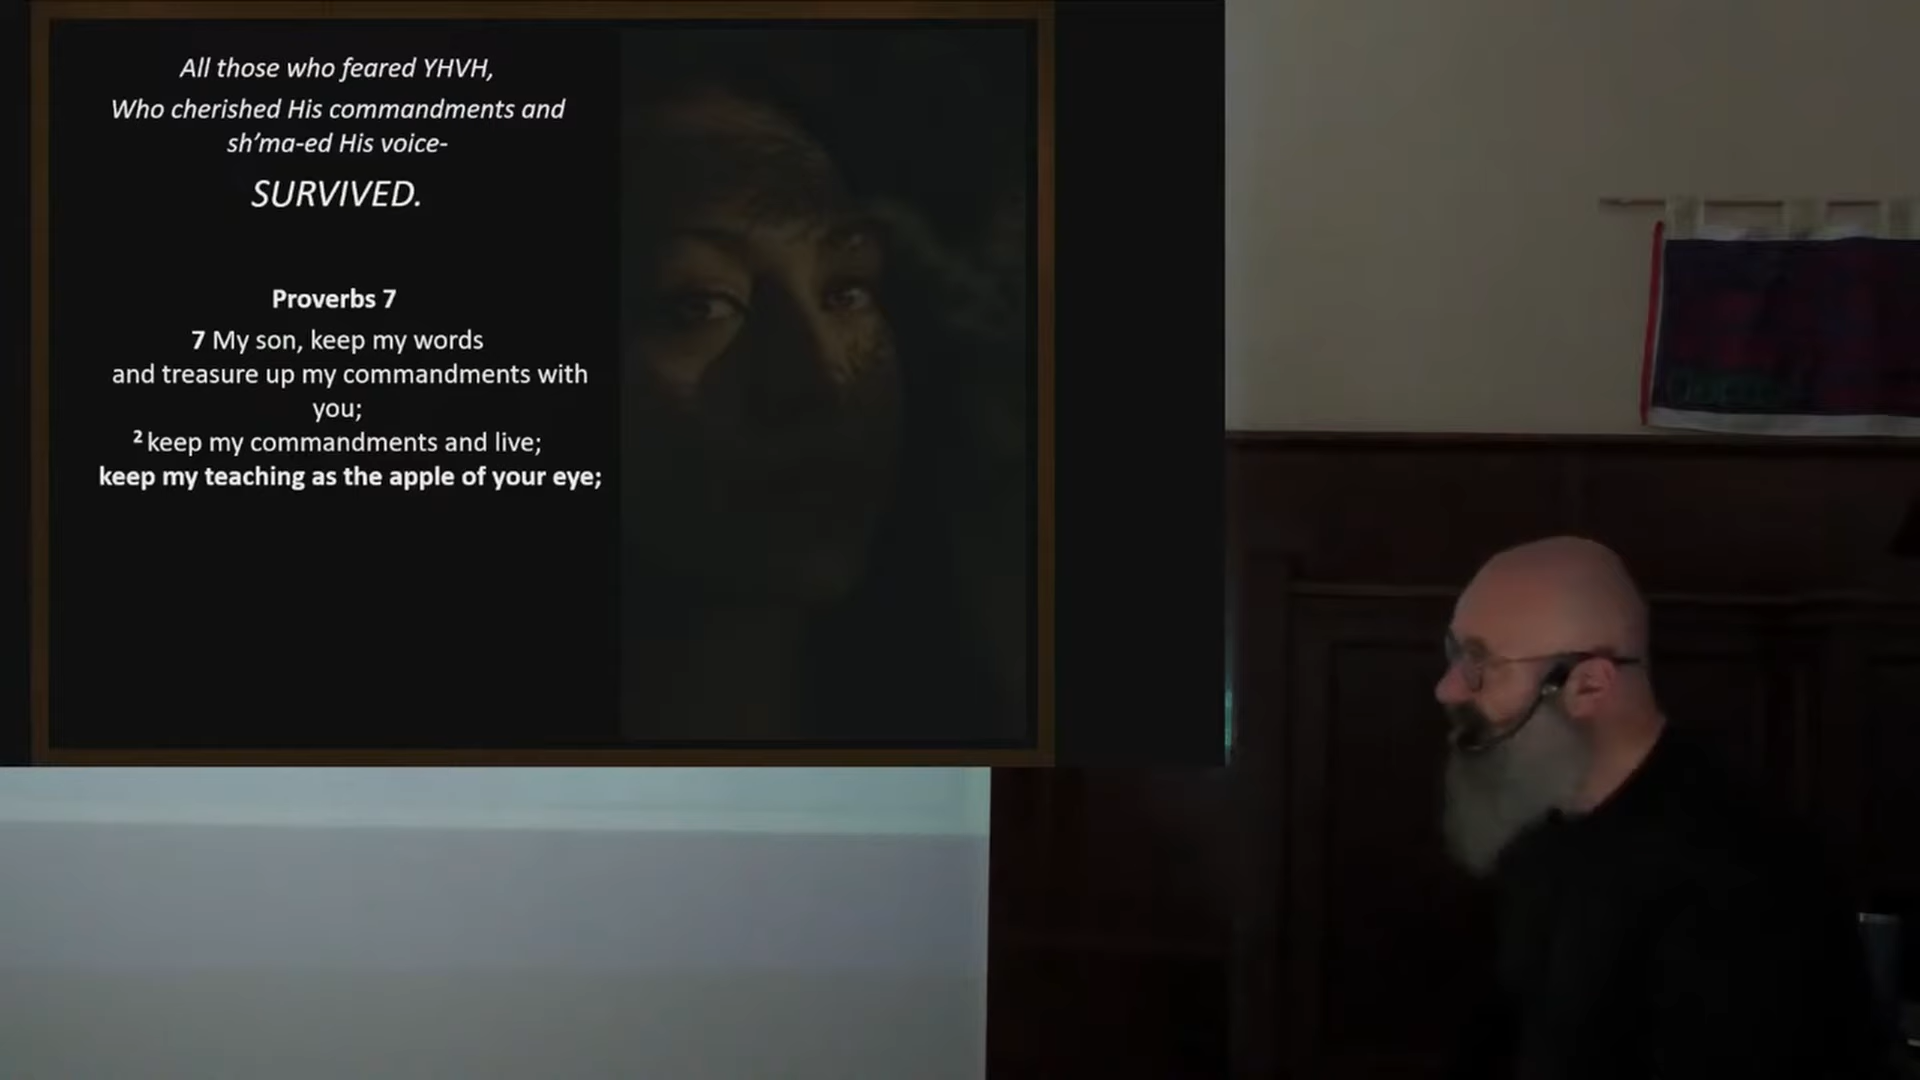 All those who feared YHVH,
Who cherished His commandments and
sh’ma-ed His voice-
SURVIVED.
Proverbs 7
7 My son, keep my words
and treasure up my commandments with
you;
2 keep my commandments and live;
keep my teaching as the apple of your eye;